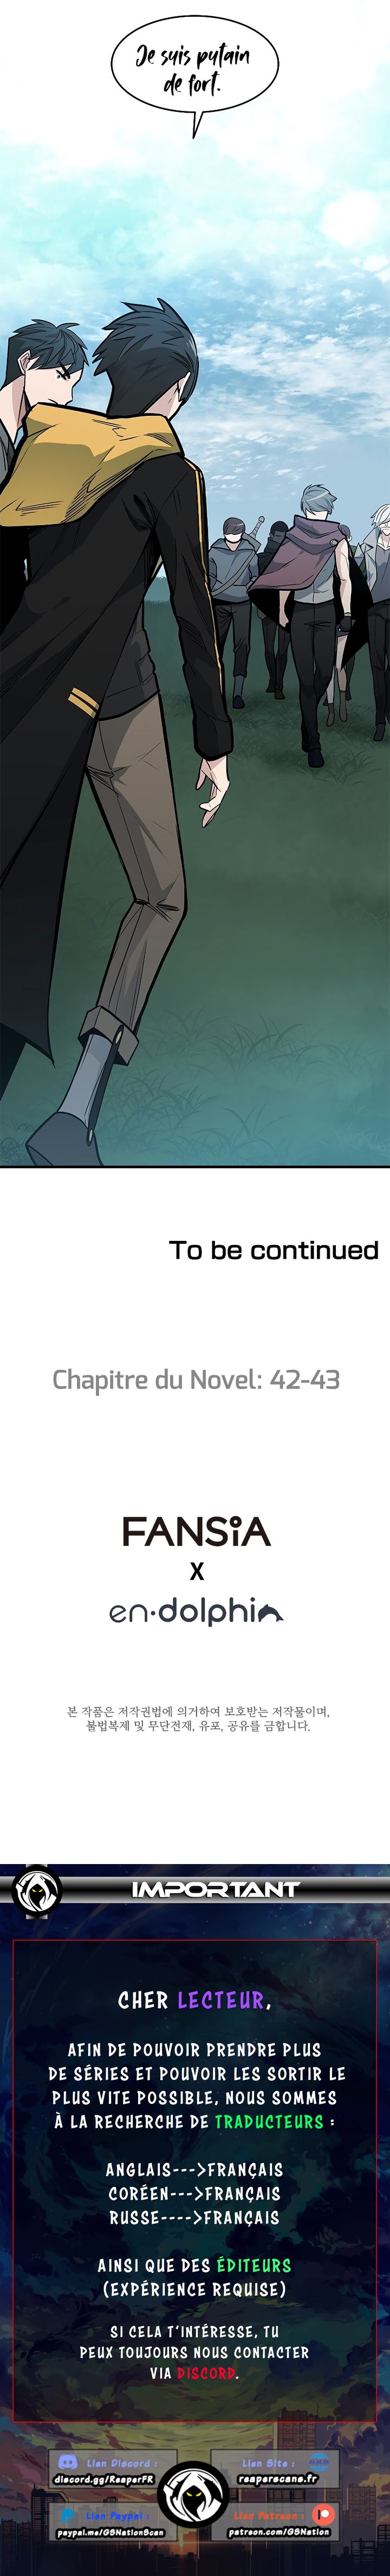 Je suis putain
de fort.
To be continued
Chapitre du Novel: 42-43
FANSiA
X
en·dolphin
본 작품은 저작권법에 의거하여 보호받는 저작물이며,
불법복제 및 무단전재, 유포, 공유를 금합니다.
IMPORTANT
CHER LECTEUR,
AFIN DE POUVOIR PRENDRE PLUS
DE SÉRIES ET POUVOIR LES SORTIR LE
PLUS VITE POSSIBLE, NOUS SOMMES
À LA RECHERCHE DE TRADUCTEURS :
ANGLAIS--->FRANÇAIS
CORÉEN--->FRANÇAIS
RUSSE---->FRANÇAIS
AINSI QUE DES ÉDITEURS
(EXPÉRIENCE REQUISE)
SI CELA T'INTÉRESSE, TU
PEUX TOUJOURS NOUS CONTACTER
VIA DISCORD.
Lien Discord :
discord.gg/ReaperFR
Lien Site :
reaperscans.fr
Lien Paypal :
paypal.me/GSNationScan
Lien Patreon :
patreon.com/GSNation